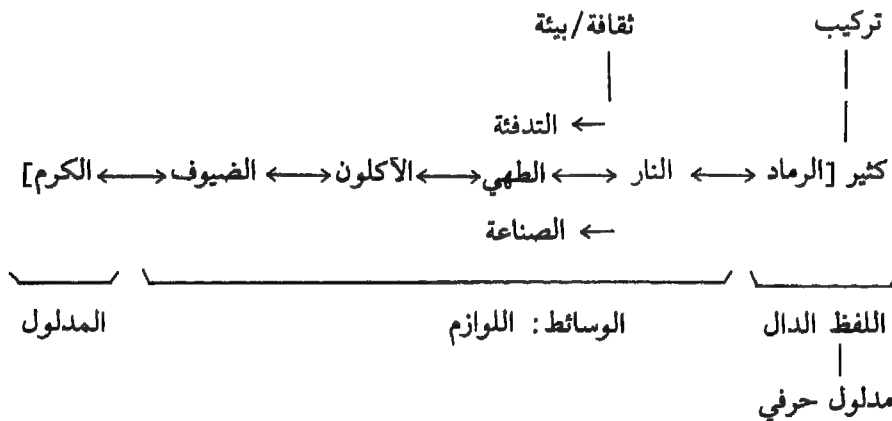 تركيب ثقافة/بيئة
← التدفئة
كثير [الرماد ⟷ النار ⟷ الطهي ⟷ الآكلون ⟷ الضيوف ⟷ الكرم]
← الصناعة
اللفظ الدال الوسائط: اللوازم المدلول
مدلول حرفي